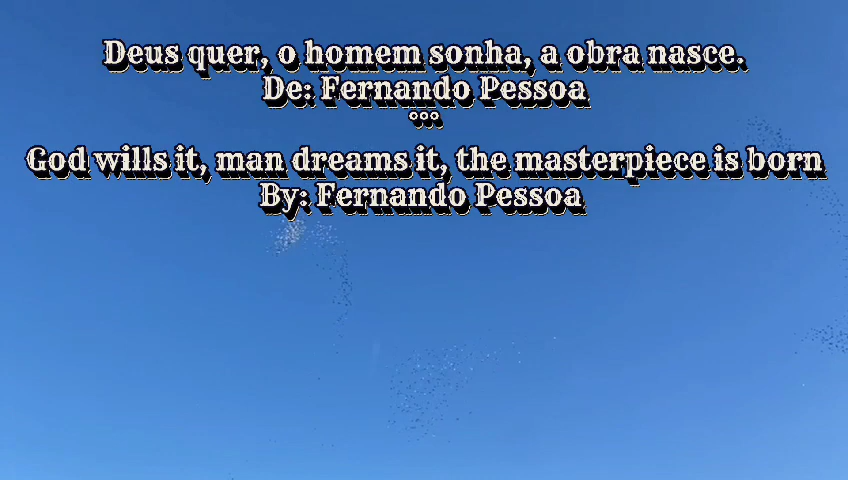 Deus quer, o homem sonha, a obra nasce.
De: Fernando Pessoa
°°°
God wills it, man dreams it, the masterpiece is born
By: Fernando Pessoa